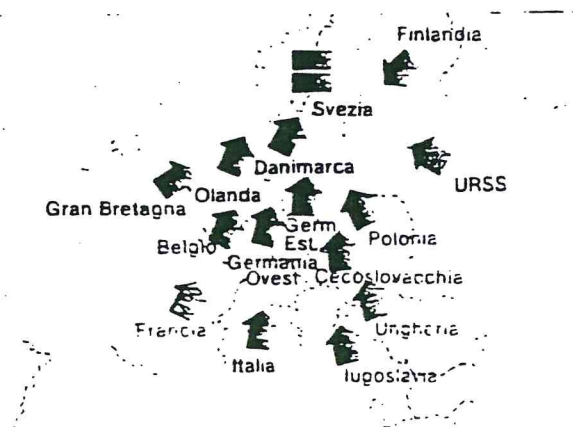 Finlandia
Svezia
Danimarca
URSS
Olanda
Gran Bretagna
Germ
Est
Polonia
Belgio
Germania
Ovest
Cecoslovacchia
Francia
Ungheria
Italia
Iugoslavia